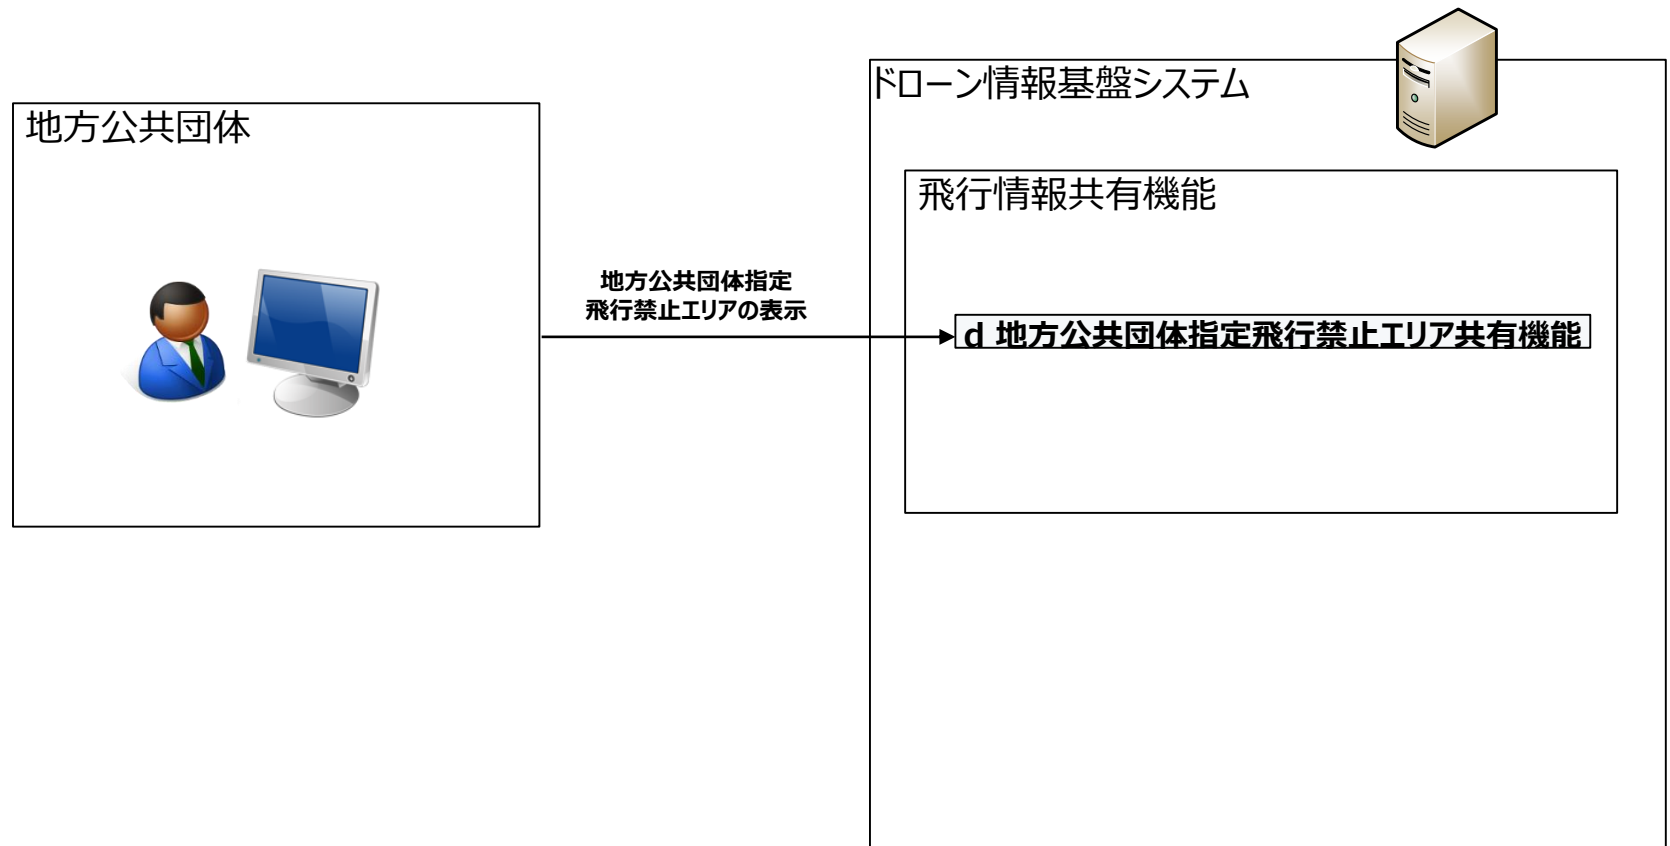 ドローン情報基盤システム
地方公共団体
飛行情報共有機能
地方公共団体指定
飛行禁止エリアの表示
d 地方公共団体指定飛行禁止エリア共有機能